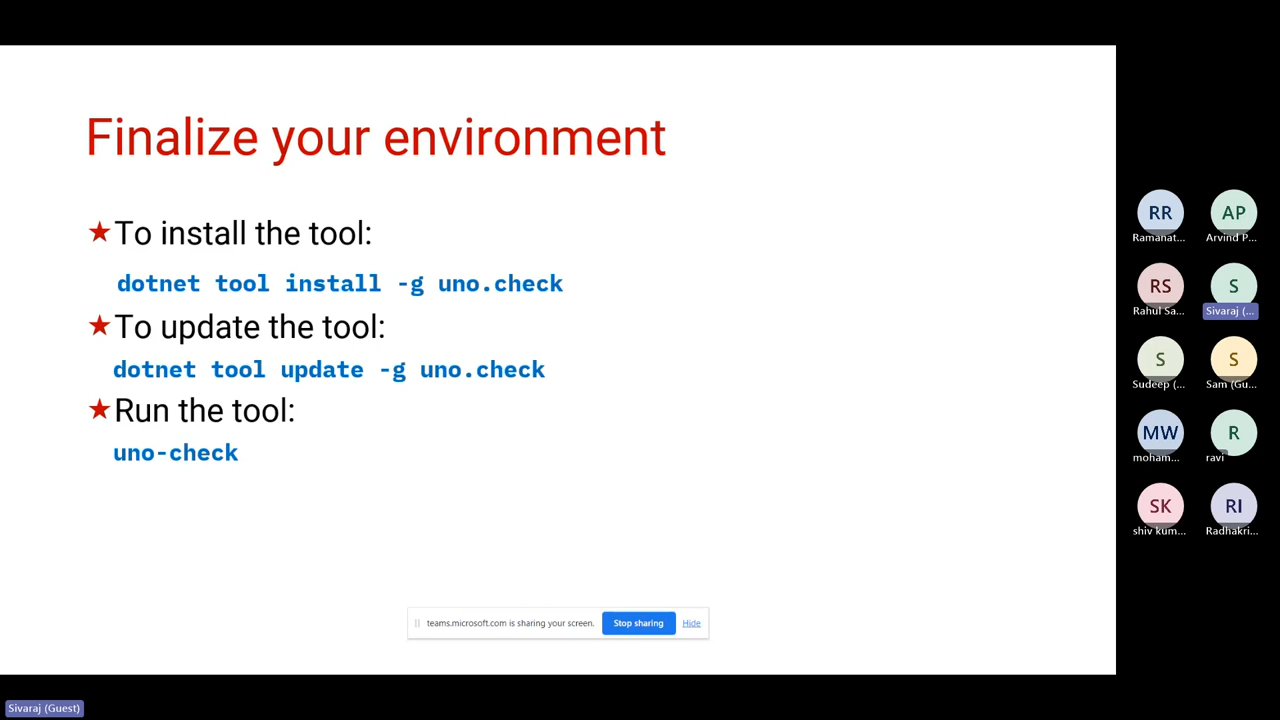 Finalize your environment
★To install the tool:
dotnet tool install -g uno.check
★To update the tool:
dotnet tool update -g uno.check
★Run the tool:
uno-check
teams.microsoft.com is sharing your screen. Stop sharing Hide
RR AP
Ramanat... Arvind P...
RS S
Rahul Sa... Sivaraj (...
S S
Sudeep (... Sam (Gu...
MW R
moham... ravi
SK RI
shiv kum... Radhakri...
Sivaraj (Guest)